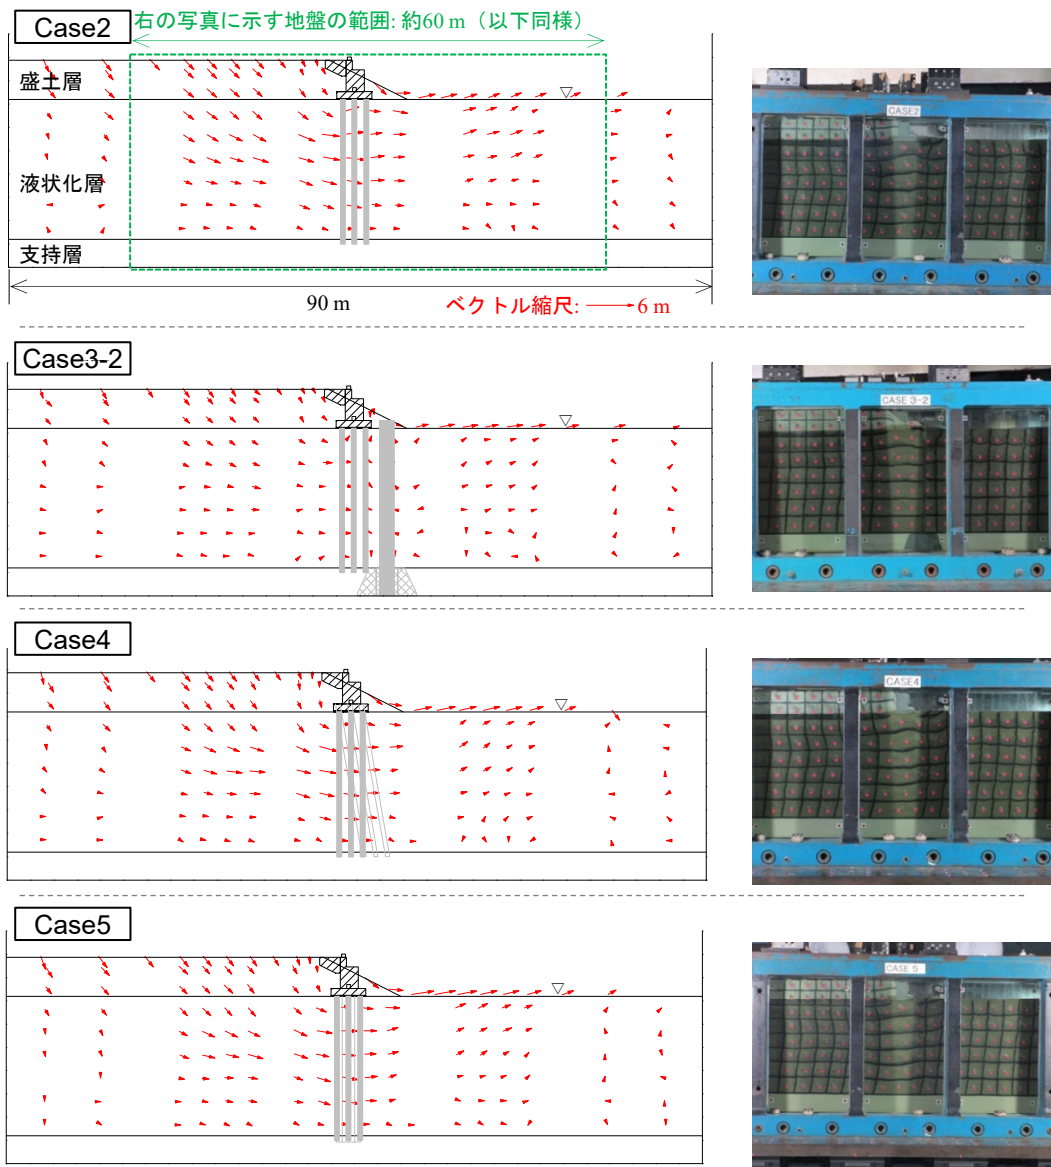 Case2
右の写真に示す地盤の範囲: 約60 m（以下同様）
盛土層
液状化層
支持層
90 m
ベクトル縮尺: 6 m
CASE2
Case3-2
CASE 3-2
Case4
CASE4
Case5
CASE 5